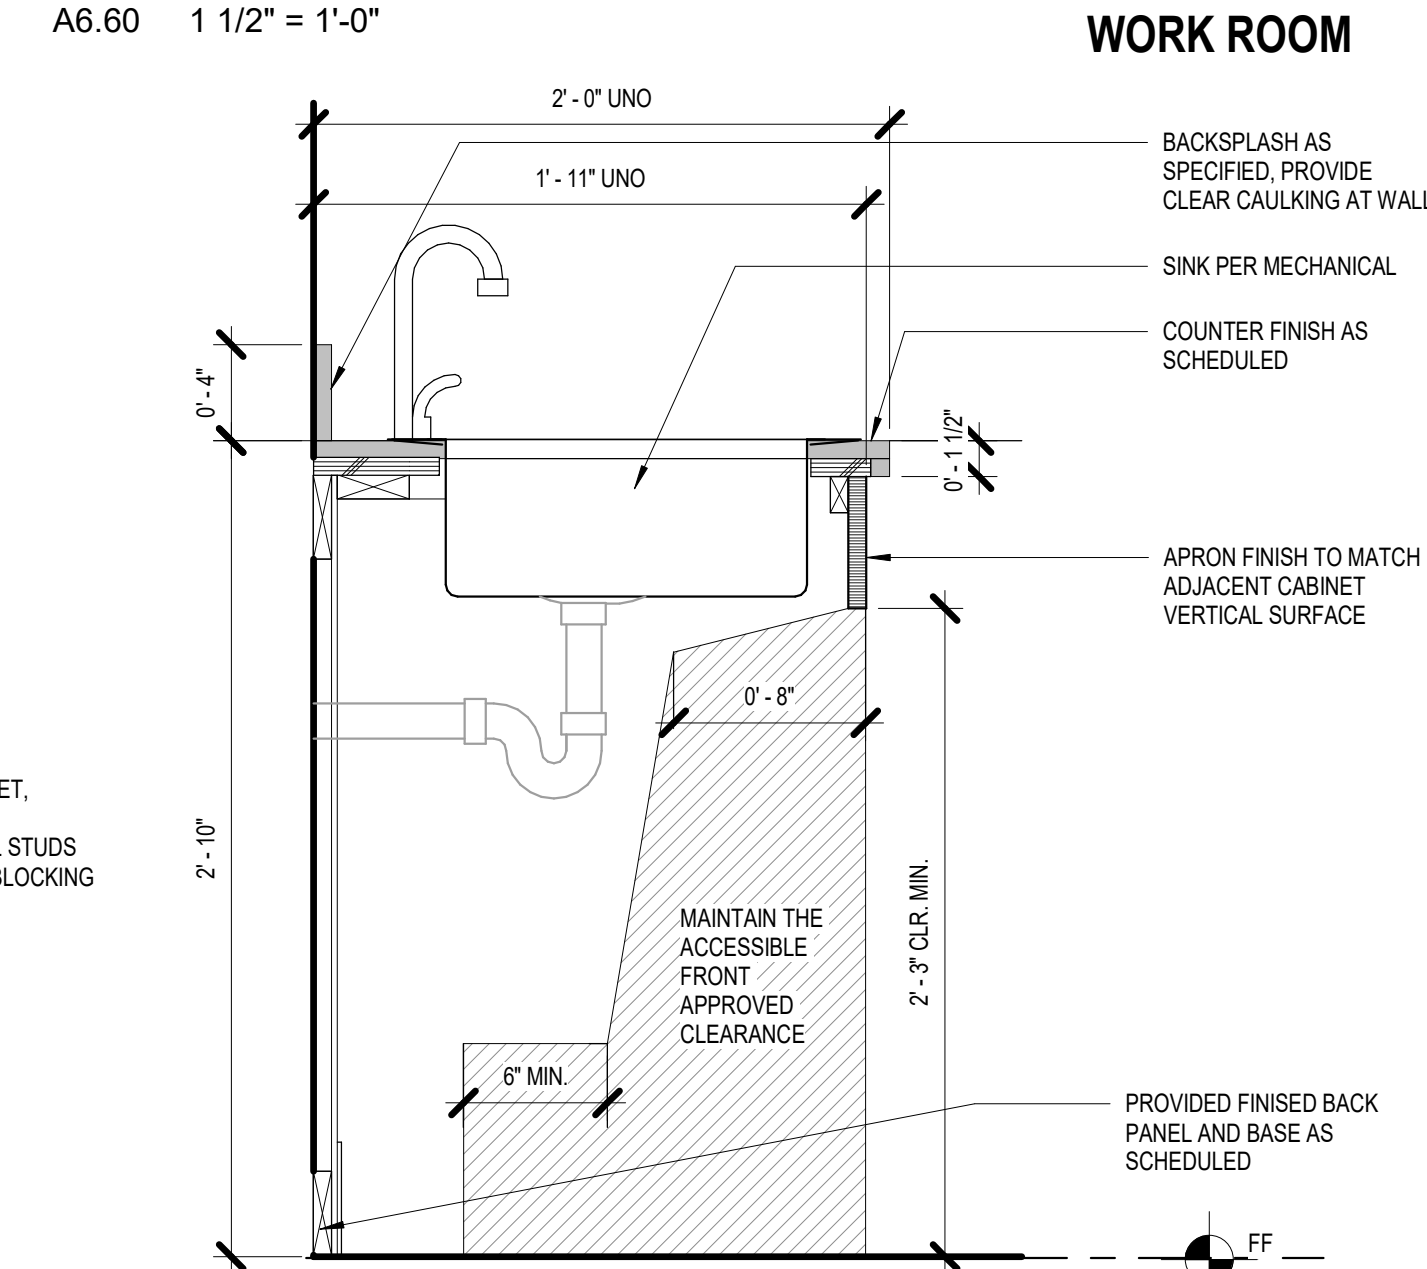 A6.60 1 1/2" = 1'-0"
WORK ROOM
2' - 0" UNO
1' - 11" UNO
BACKSPLASH AS
SPECIFIED, PROVIDE
CLEAR CAULKING AT WALL
SINK PER MECHANICAL
COUNTER FINISH AS
SCHEDULED
0' - 4"
0' - 1 1/2"
APRON FINISH TO MATCH
ADJACENT CABINET
VERTICAL SURFACE
0' - 8"
ET,
STUDS
BLOCKING
2' - 10"
2' - 3" CLR. MIN.
MAINTAIN THE
ACCESSIBLE
FRONT
APPROVED
CLEARANCE
6" MIN.
PROVIDED FINISED BACK
PANEL AND BASE AS
SCHEDULED
FF